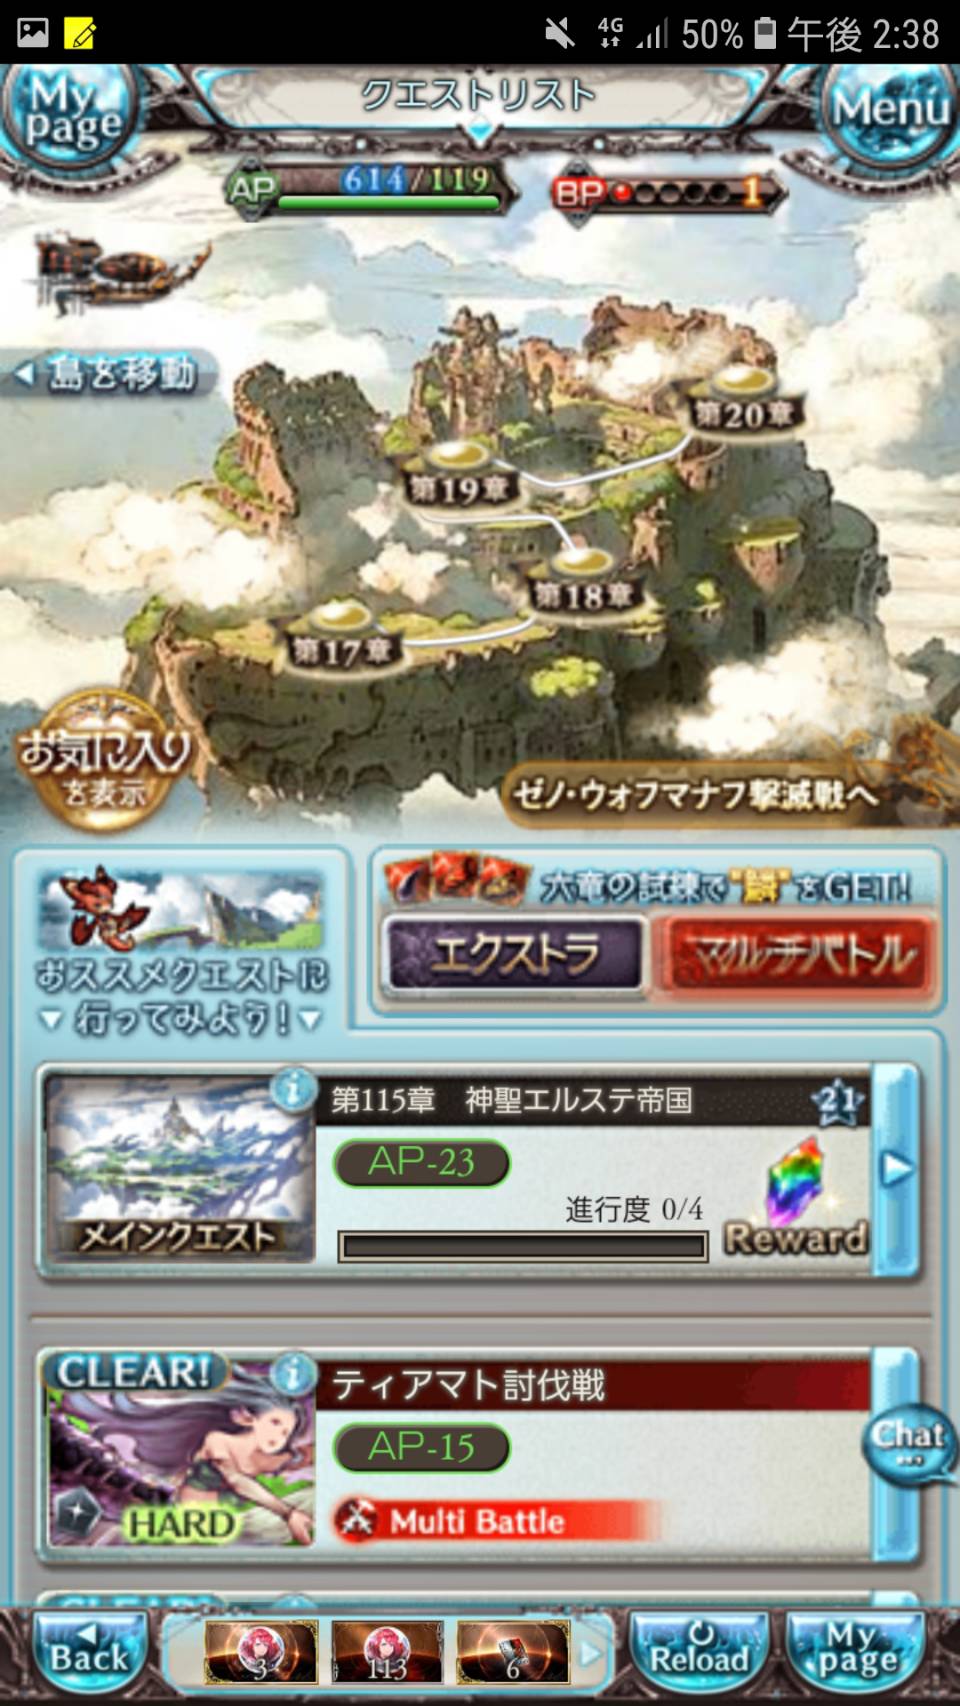 4G 50% 午後 2:38
My page
クエストリスト
Menu
AP 614/119
BP 1
島を移動
第20章
第19章
第18章
第17章
お気に入り
を表示
ゼノ・ウォフマナフ撃滅戦へ
六竜の試練で"鱗"をGET!
エクストラ
マルチバトル
おススメクエストに
▼行ってみよう!▼
第115章 神聖エルステ帝国
21
AP-23
進行度 0/4
メインクエスト
Reward
CLEAR!
ティアマト討伐戦
AP-15
HARD
Multi Battle
Chat
...
CLEAR!
Back
3
113
6
Reload
My page